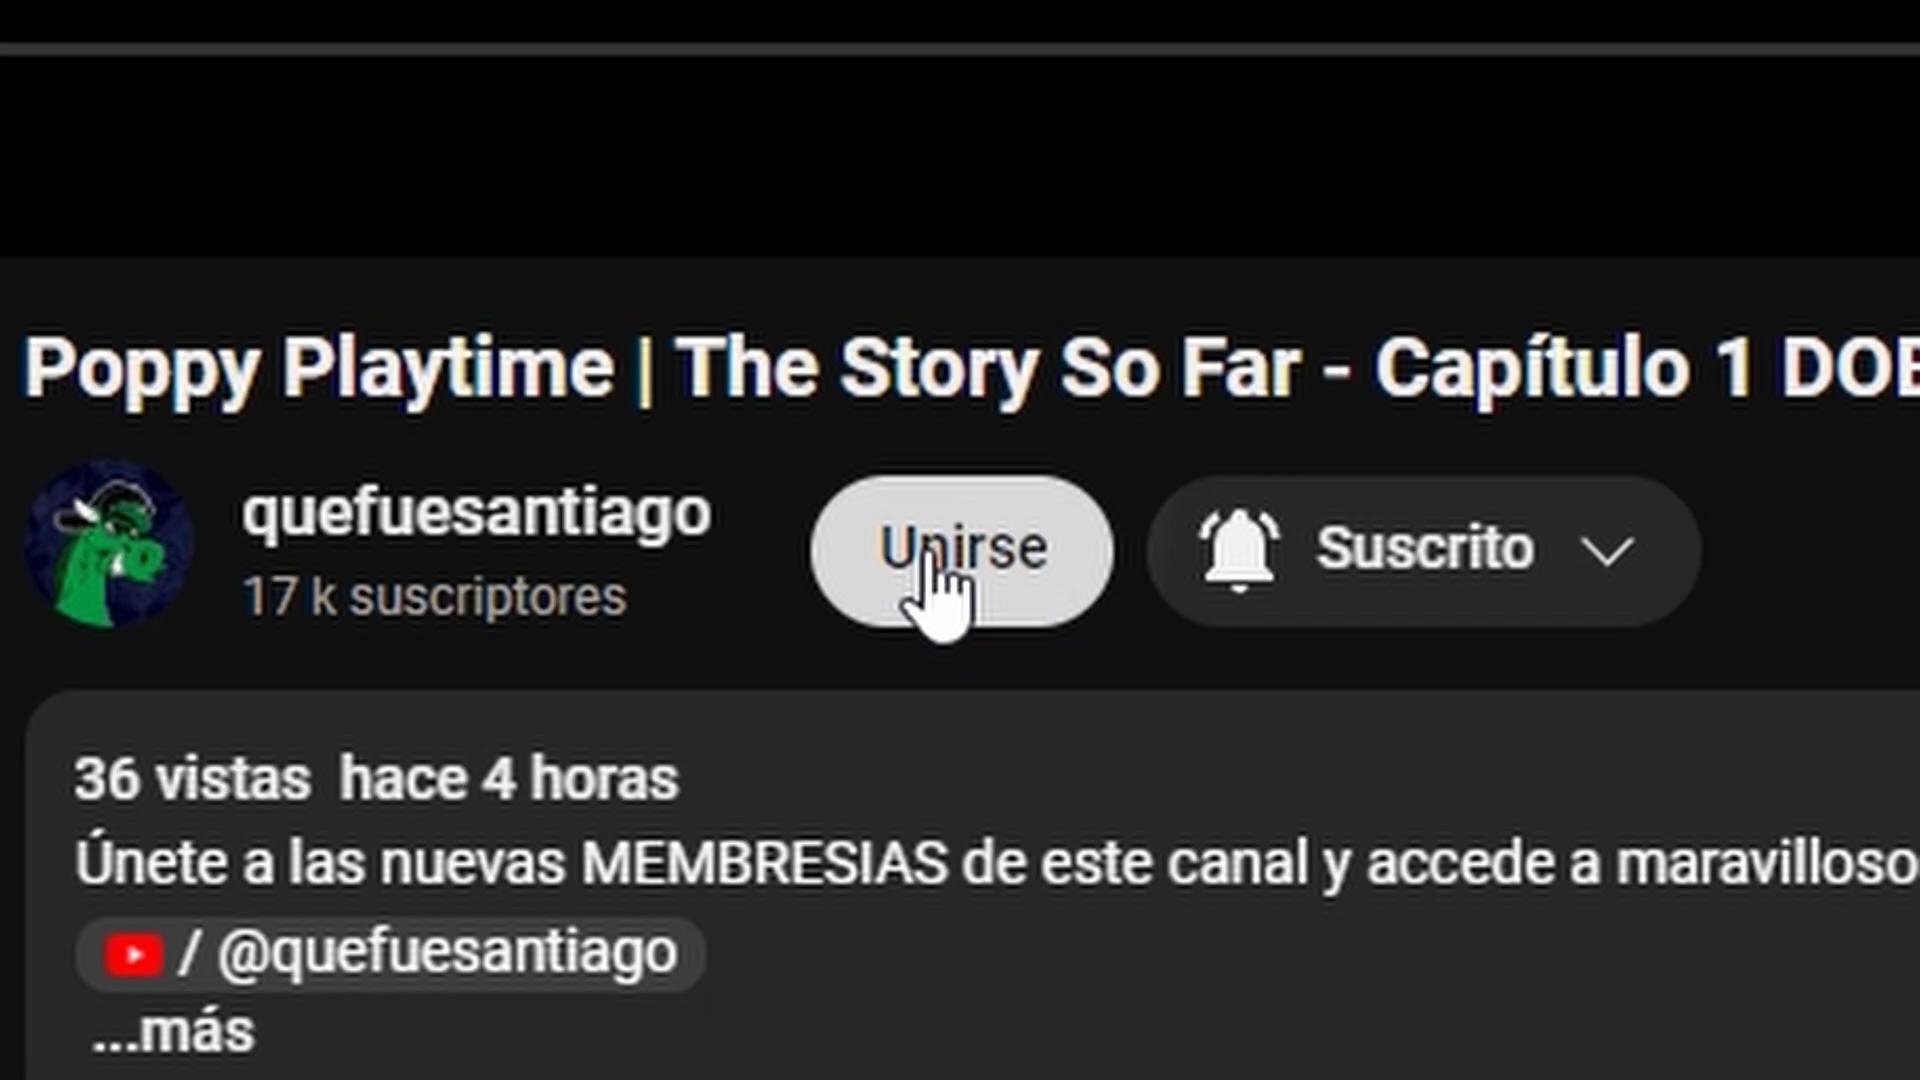 Poppy Playtime | The Story So Far - Capítulo 1
quefuesantiago
17 k suscriptores
Unirse
Suscrito
36 vistas hace 4 horas
Únete a las nuevas MEMBRESIAS de este canal y accede a
/ @quefuesantiago
...más